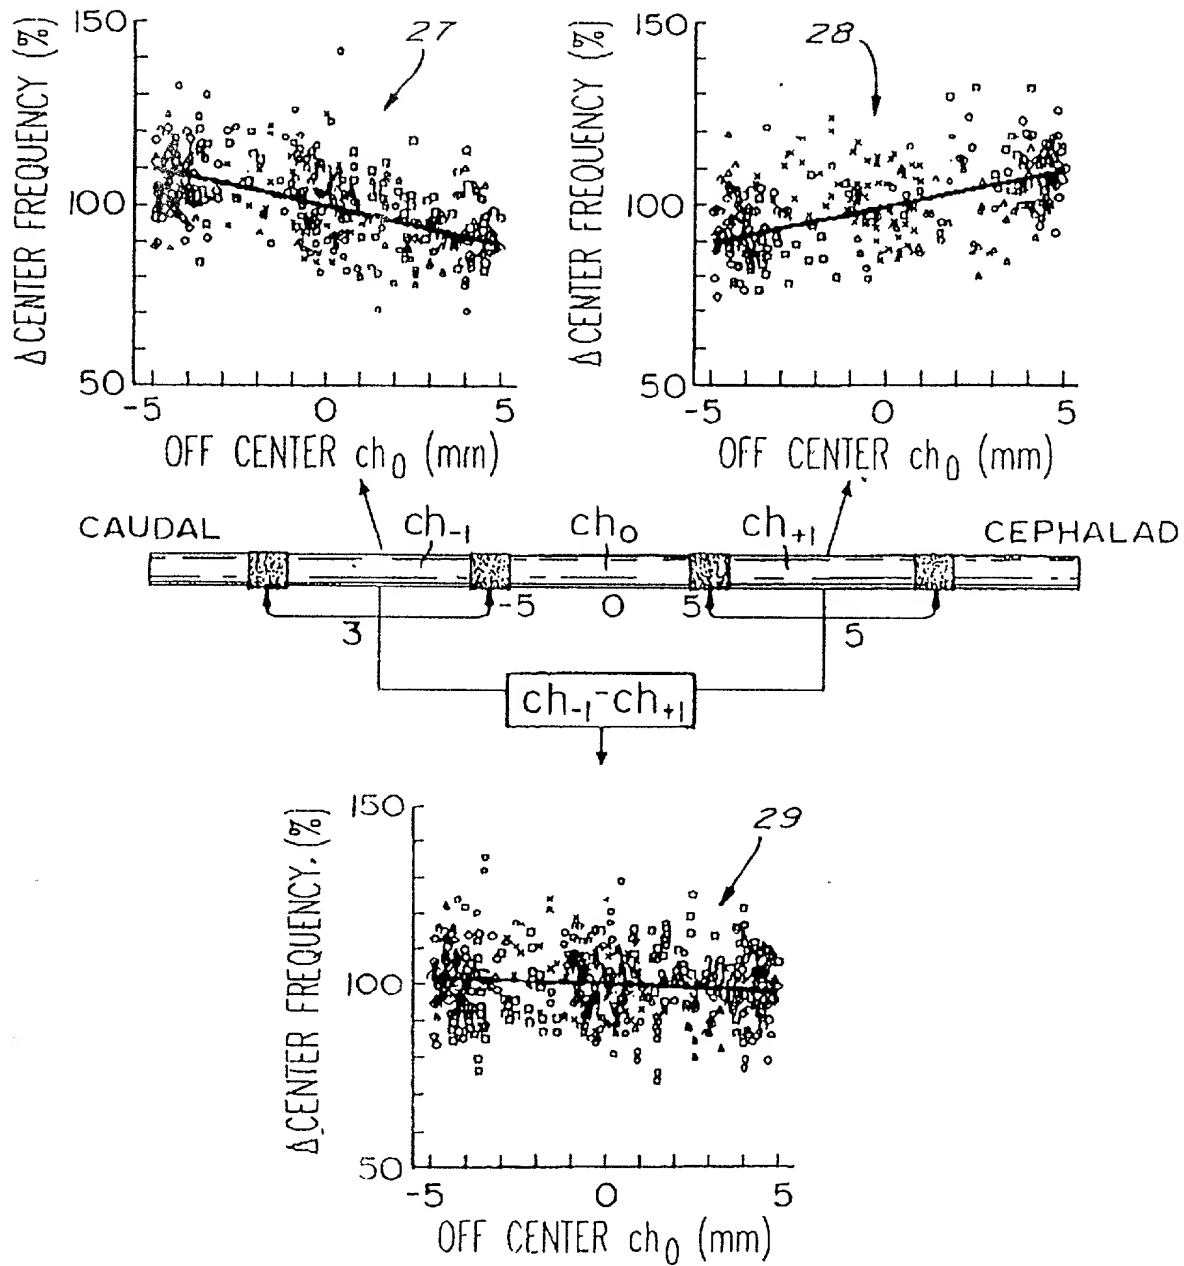 150
27
Δ CENTER FREQUENCY (%)
100
50
-5 0 5
OFF CENTER ch0 (mm)
150
28
Δ CENTER FREQUENCY (%)
100
50
-5 0 5
OFF CENTER ch0 (mm)
CAUDAL
ch-1
ch0
ch+1
CEPHALAD
-5 0 5
3
5
ch-1-ch+1
150
29
Δ CENTER FREQUENCY. (%)
100
50
-5 0 5
OFF CENTER ch0 (mm)